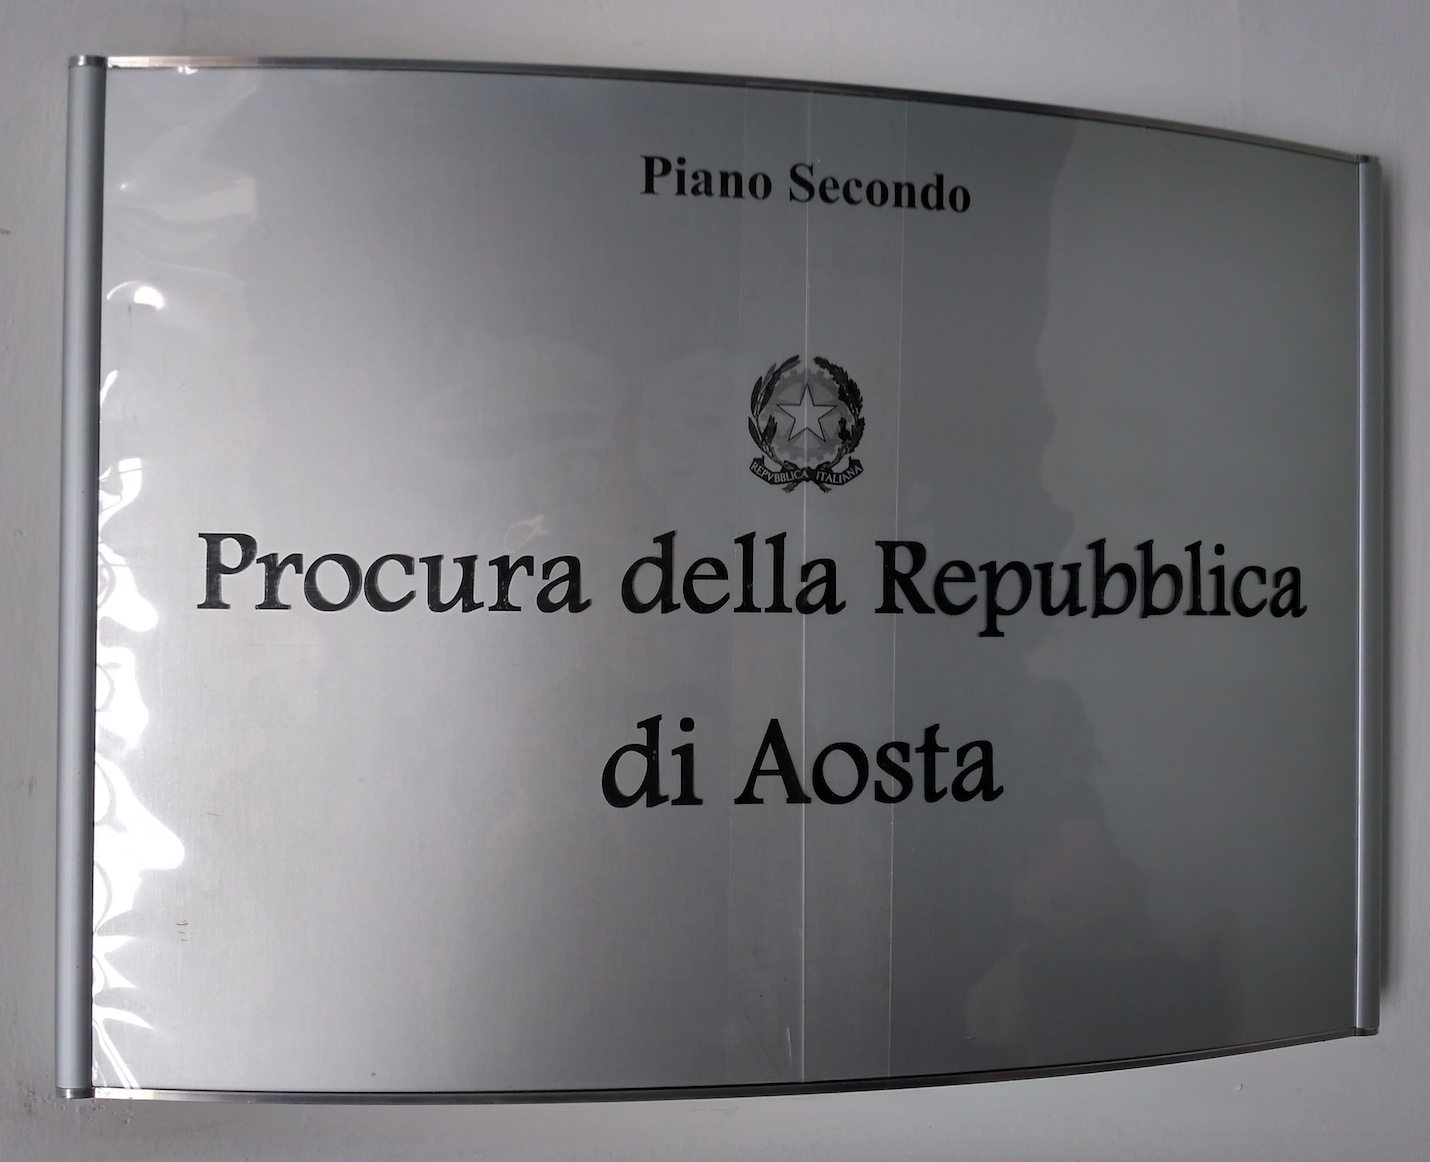 Piano Secondo
REPVBBLICA ITALIANA
Procura della Repubblica
di Aosta